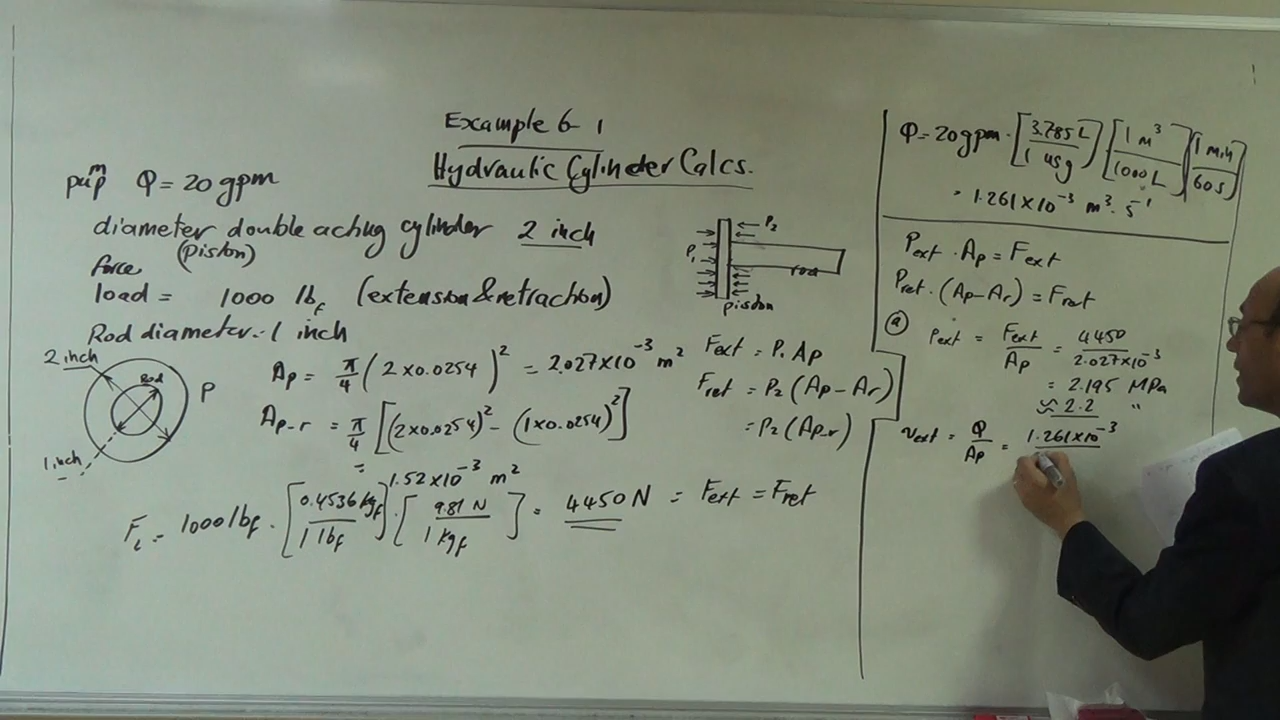 Example 6-1
Hydraulic Cylinder Calcs.
pump Q = 20 gpm
diameter double acting cylinder 2 inch
(piston)
force
load = 1000 lbf (extension & retraction)
Rod diameter - 1 inch
2 inch
Rod
P
1 inch
P1
P2
rod
piston
Ap = π/4 (2×0.0254)² = 2.027×10⁻³ m²
Ap-r = π/4 [(2×0.0254)² - (1×0.0254)²]
= 1.52×10⁻³ m²
Fext = P1 Ap
Fret = P2 (Ap - Ar)
= P2 (Ap-r)
FL = 1000 lbf · [0.4536 kgf / 1 lbf] · [9.81 N / 1 kgf] = 4450 N = Fext = Fret
Q = 20 gpm · [3.785 L / 1 usg] [1 m³ / 1000 L] [1 min / 60 s]
= 1.261×10⁻³ m³·s⁻¹
Pext · Ap = Fext
Pret · (Ap - Ar) = Fret
(a) Pext = Fext / Ap = 4450 / 2.027×10⁻³
= 2.195 MPa
≈ 2.2 "
vext = Q / Ap = 1.261×10⁻³